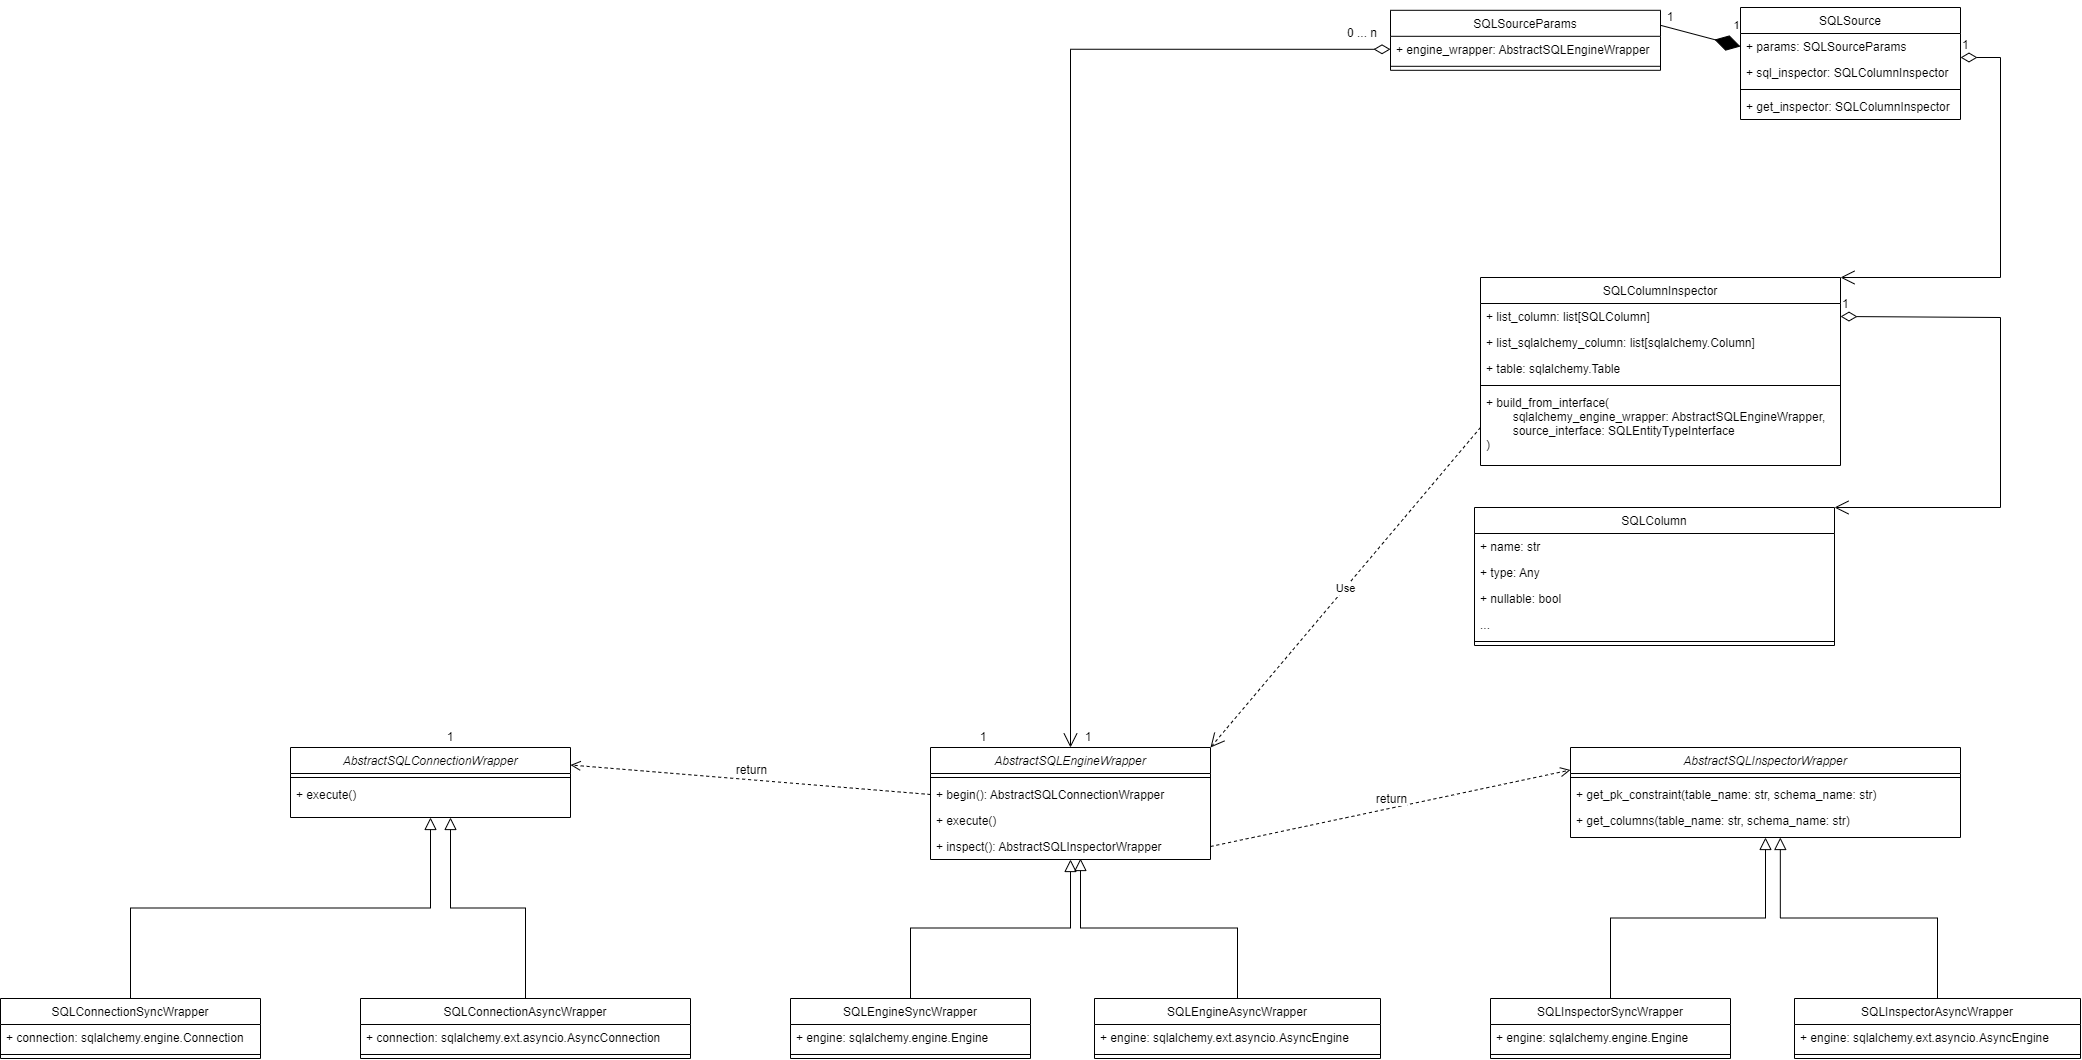 SQLSourceParams
+ engine_wrapper: AbstractSQLEngineWrapper
0 ... n
1
1
SQLSource
+ params: SQLSourceParams
+ sql_inspector: SQLColumnInspector
+ get_inspector: SQLColumnInspector
1
SQLColumnInspector
+ list_column: list[SQLColumn]
+ list_sqlalchemy_column: list[sqlalchemy.Column]
+ table: sqlalchemy.Table
+ build_from_interface(
sqlalchemy_engine_wrapper: AbstractSQLEngineWrapper,
source_interface: SQLEntityTypeInterface
)
1
SQLColumn
+ name: str
+ type: Any
+ nullable: bool
...
Use
1
AbstractSQLConnectionWrapper
+ execute()
return
1
1
AbstractSQLEngineWrapper
+ begin(): AbstractSQLConnectionWrapper
+ execute()
+ inspect(): AbstractSQLInspectorWrapper
return
AbstractSQLInspectorWrapper
+ get_pk_constraint(table_name: str, schema_name: str)
+ get_columns(table_name: str, schema_name: str)
SQLConnectionSyncWrapper
+ connection: sqlalchemy.engine.Connection
SQLConnectionAsyncWrapper
+ connection: sqlalchemy.ext.asyncio.AsyncConnection
SQLEngineSyncWrapper
+ engine: sqlalchemy.engine.Engine
SQLEngineAsyncWrapper
+ engine: sqlalchemy.ext.asyncio.AsyncEngine
SQLInspectorSyncWrapper
+ engine: sqlalchemy.engine.Engine
SQLInspectorAsyncWrapper
+ engine: sqlalchemy.ext.asyncio.AsyncEngine